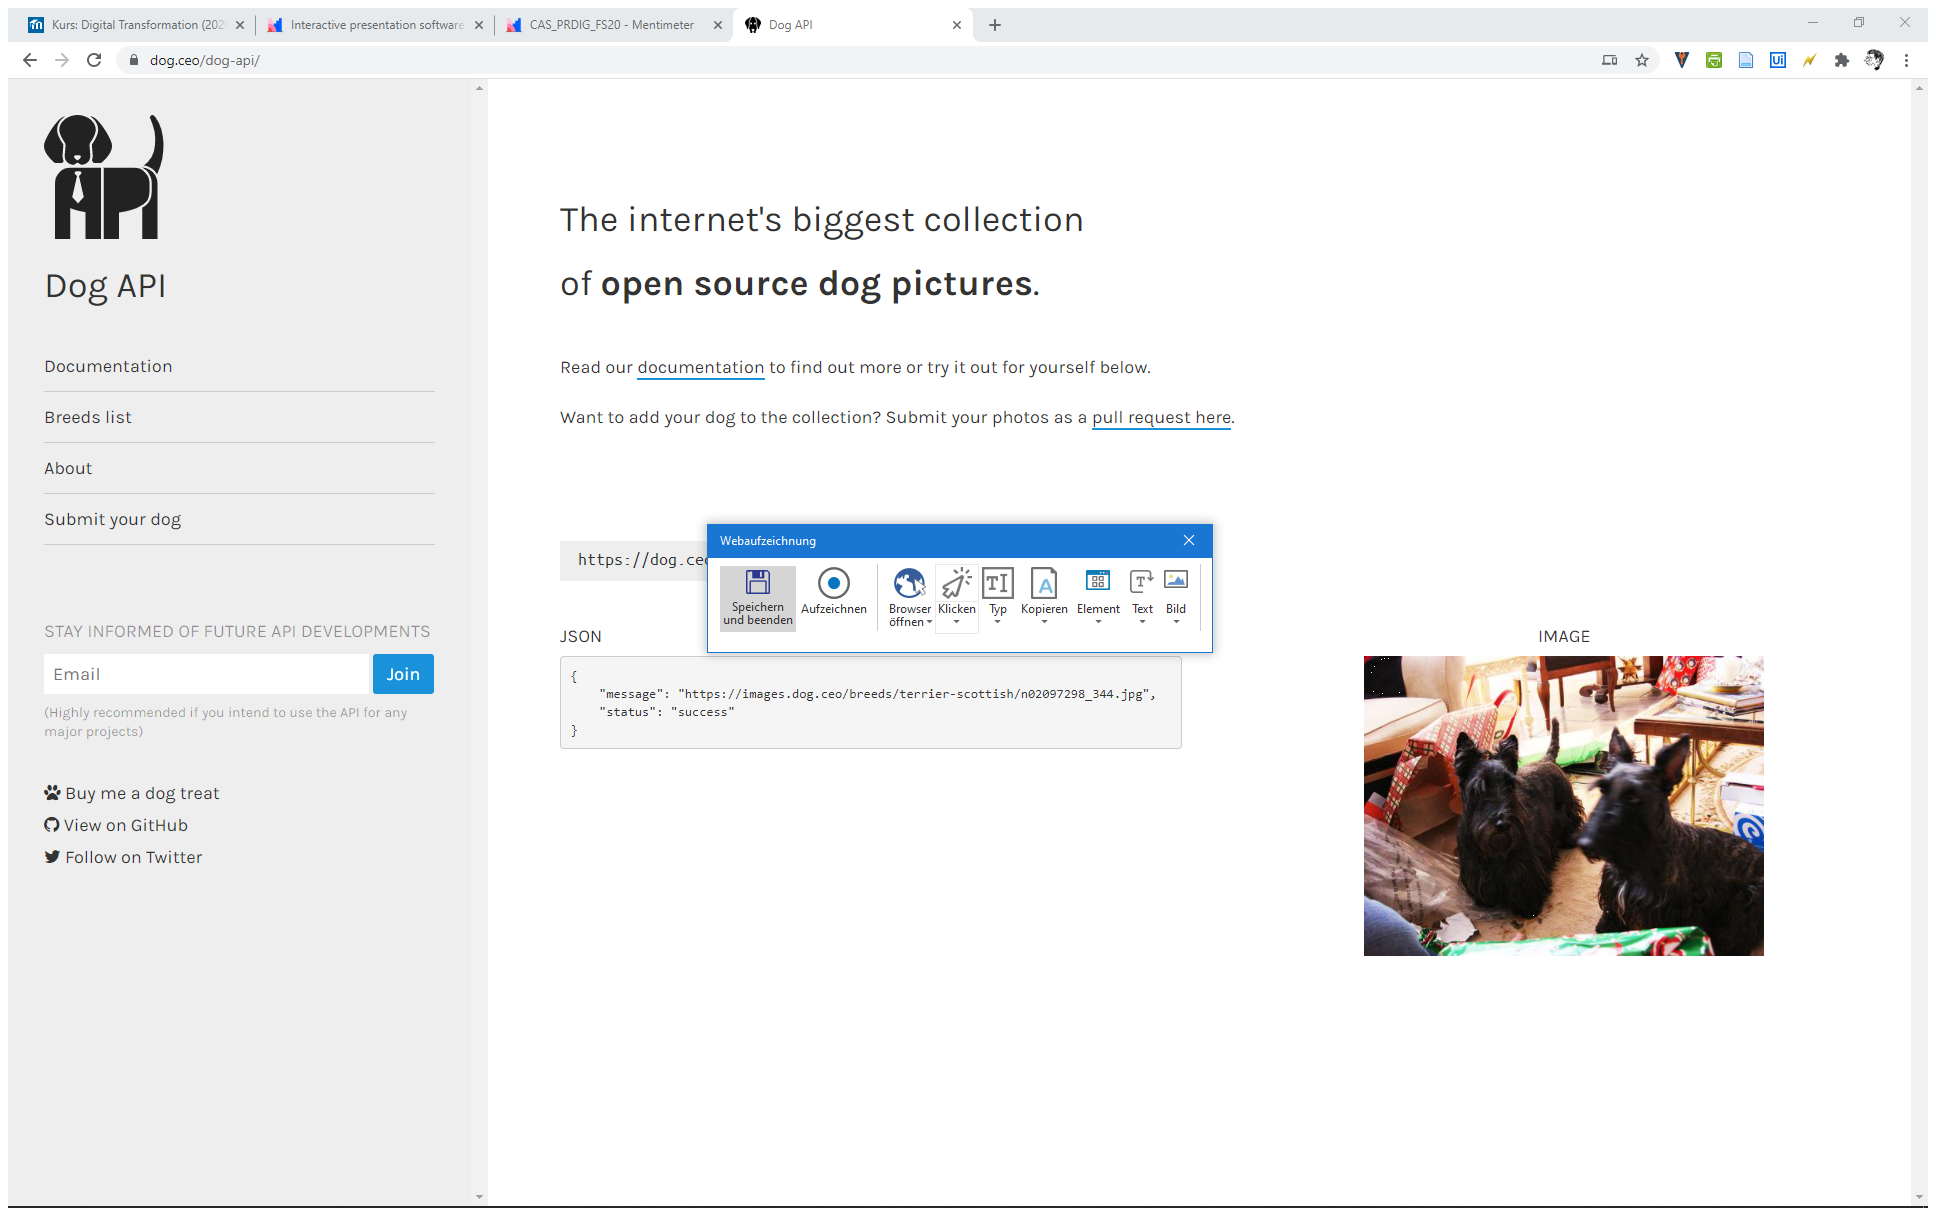 Kurs: Digital Transformation (202
Interactive presentation software
CAS_PRDIG_FS20 - Mentimeter
Dog API
dog.ceo/dog-api/
Ui
API
Dog API
Documentation
Breeds list
About
Submit your dog
STAY INFORMED OF FUTURE API DEVELOPMENTS
Email
Join
(Highly recommended if you intend to use the API for any
major projects)
Buy me a dog treat
View on GitHub
Follow on Twitter
The internet's biggest collection
of open source dog pictures.
Read our documentation to find out more or try it out for yourself below.
Want to add your dog to the collection? Submit your photos as a pull request here.
https://dog.ceo
Webaufzeichnung
Speichern
und beenden
Aufzeichnen
Browser
öffnen
Klicken
Typ
Kopieren
Element
Text
Bild
JSON
{
"message": "https://images.dog.ceo/breeds/terrier-scottish/n02097298_344.jpg",
"status": "success"
}
IMAGE